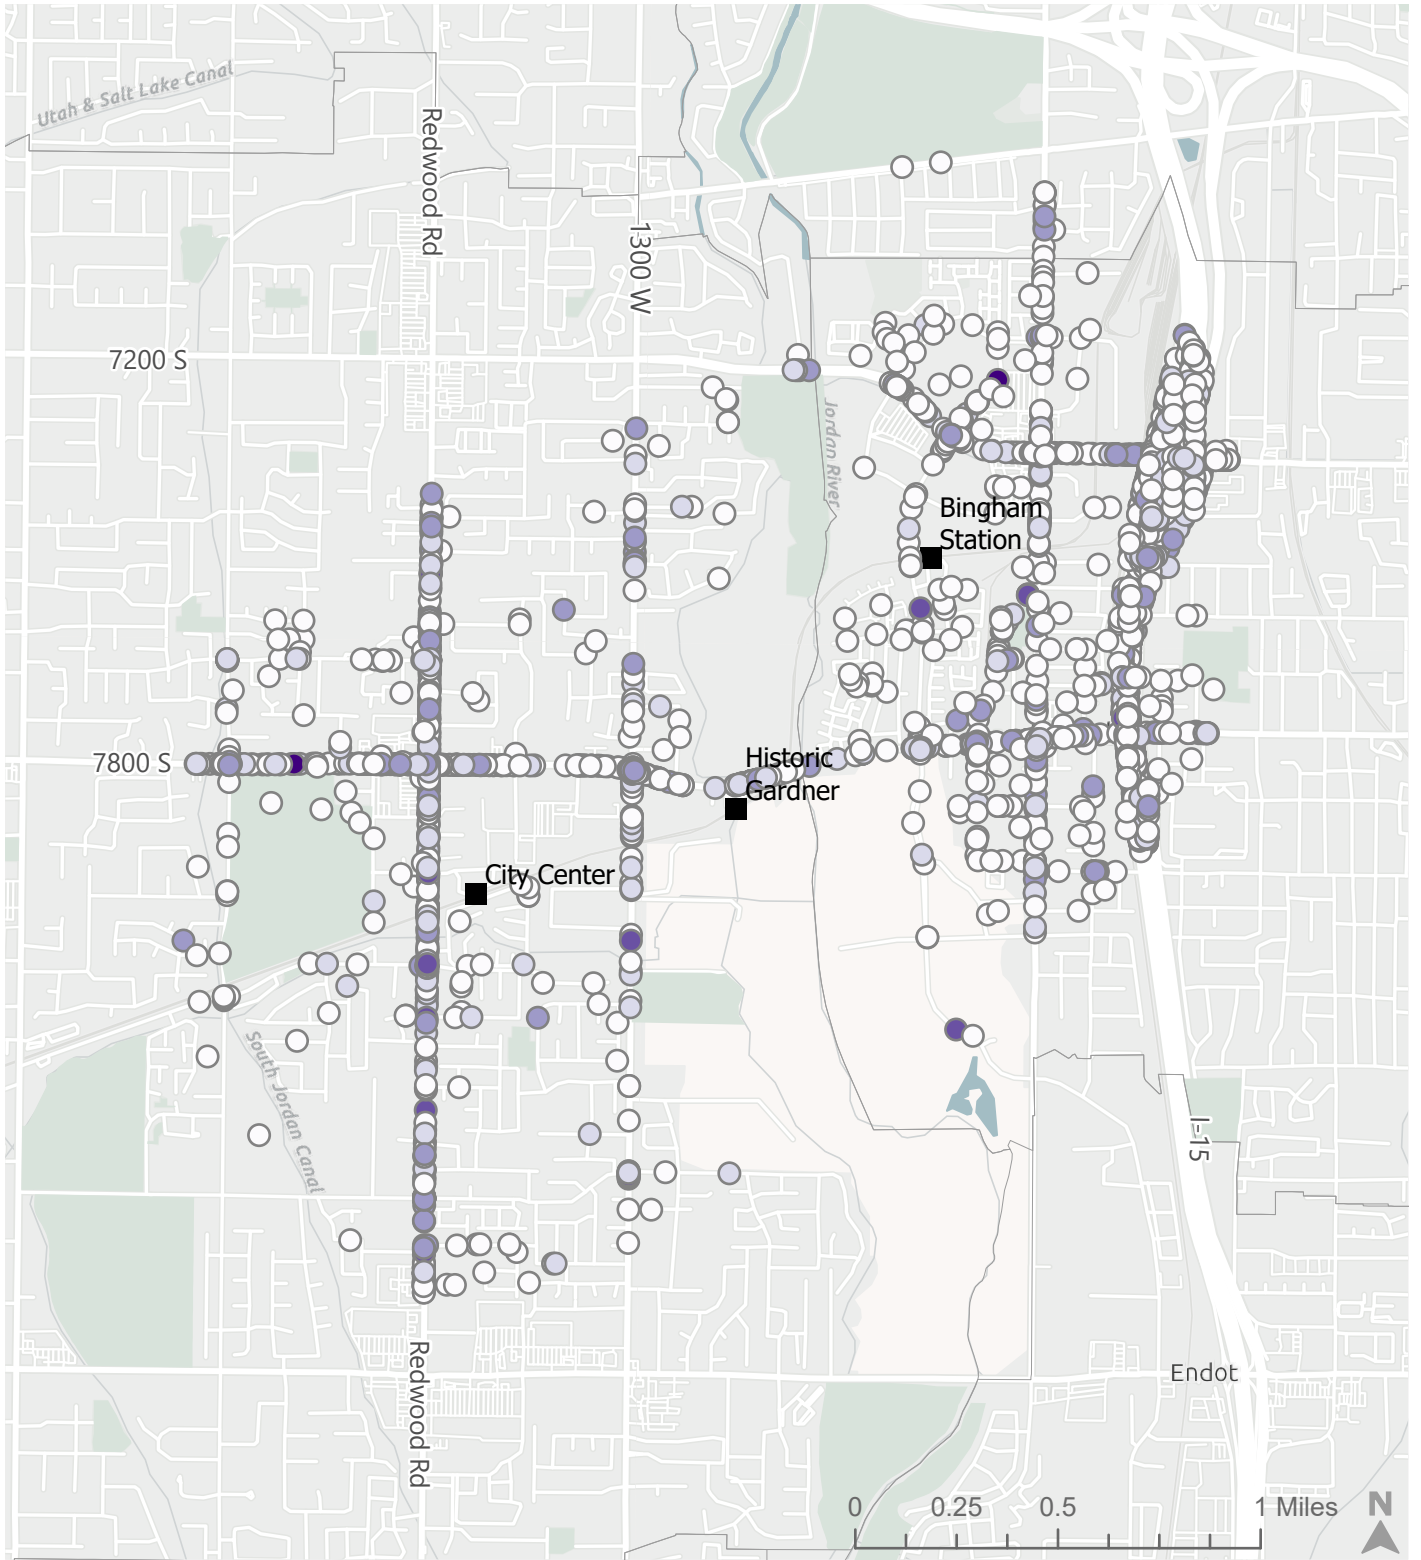 Utah & Salt Lake Canal
Redwood Rd
1300 W
7200 S
Jordan River
Bingham
Station
7800 S
Historic
Gardner
City Center
South Jordan Canal
I-15
Redwood Rd
Endot
0 0.25 0.5 1 Miles
N